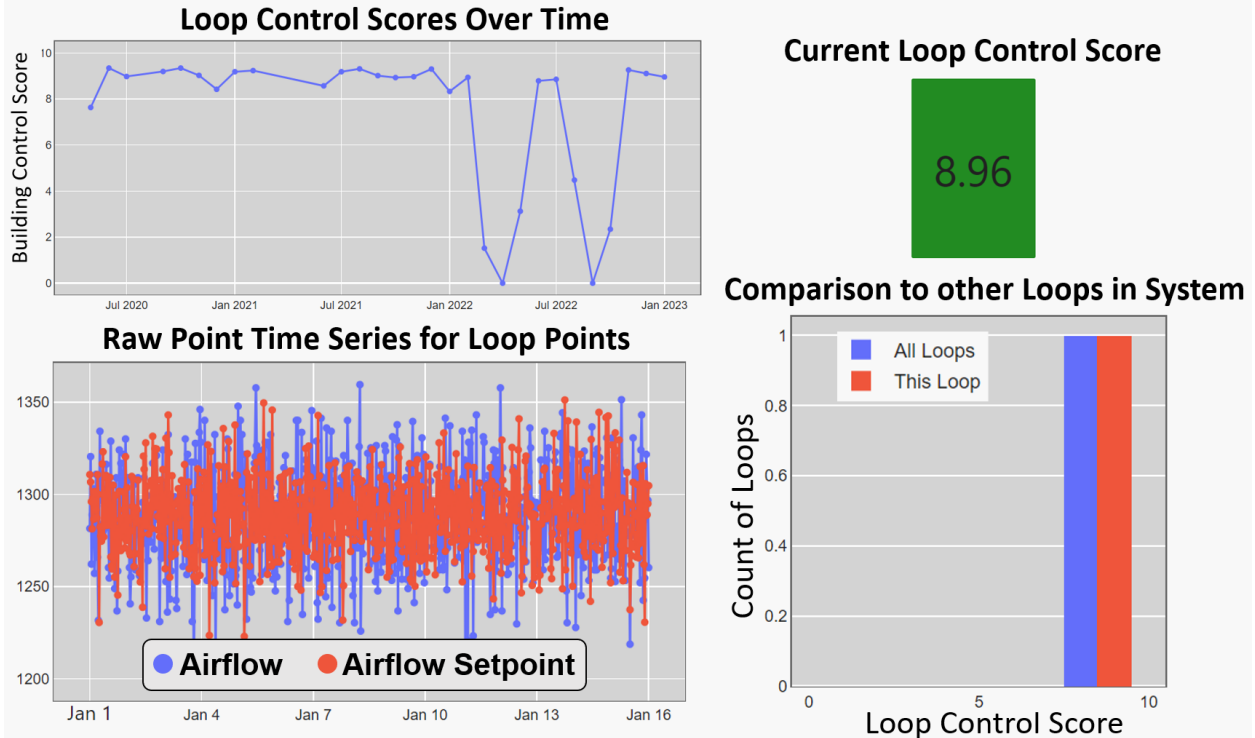 Loop Control Scores Over Time
Building Control Score
10
8
6
4
2
0
Jul 2020
Jan 2021
Jul 2021
Jan 2022
Jul 2022
Jan 2023
Current Loop Control Score
8.96
Raw Point Time Series for Loop Points
1350
1300
1250
1200
Airflow
Airflow Setpoint
Jan 1
Jan 4
Jan 7
Jan 10
Jan 13
Jan 16
Comparison to other Loops in System
Count of Loops
1
0.8
0.6
0.4
0.2
0
All Loops
This Loop
0
5
10
Loop Control Score